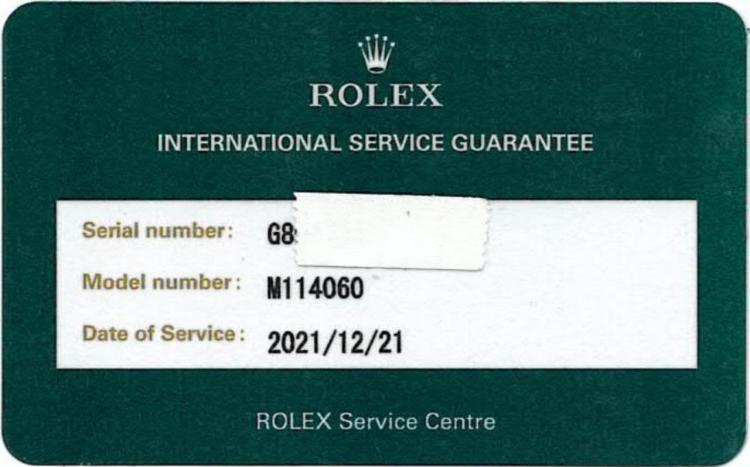 ROLEX
INTERNATIONAL SERVICE GUARANTEE
Serial number: G8
Model number: M114060
Date of Service: 2021/12/21
ROLEX Service Centre